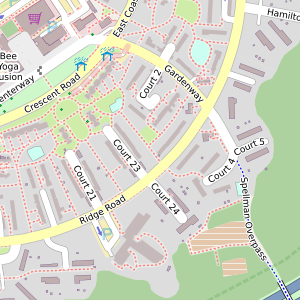 East Coas
Hamilto
Bee
Yoga
usion
enterway
Crescent Road
Court 2
Gardenway
Court 23
Court 21
Court 4
Court 5
Ridge Road
Court 24
Spellman Overpass
P